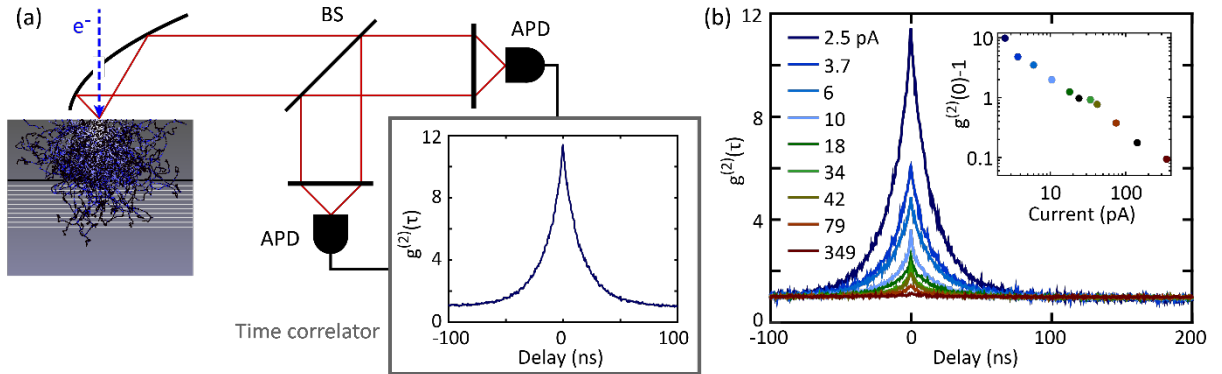 (a)
e-
BS
APD
APD
Time correlator
g(2)(τ)
12
8
4
0
-100
0
100
Delay (ns)
(b)
g(2)(τ)
12
8
4
0
-100
0
100
200
Delay (ns)
2.5 pA
3.7
6
10
18
34
42
79
349
g(2)(0)-1
10
1
0.1
10
100
Current (pA)